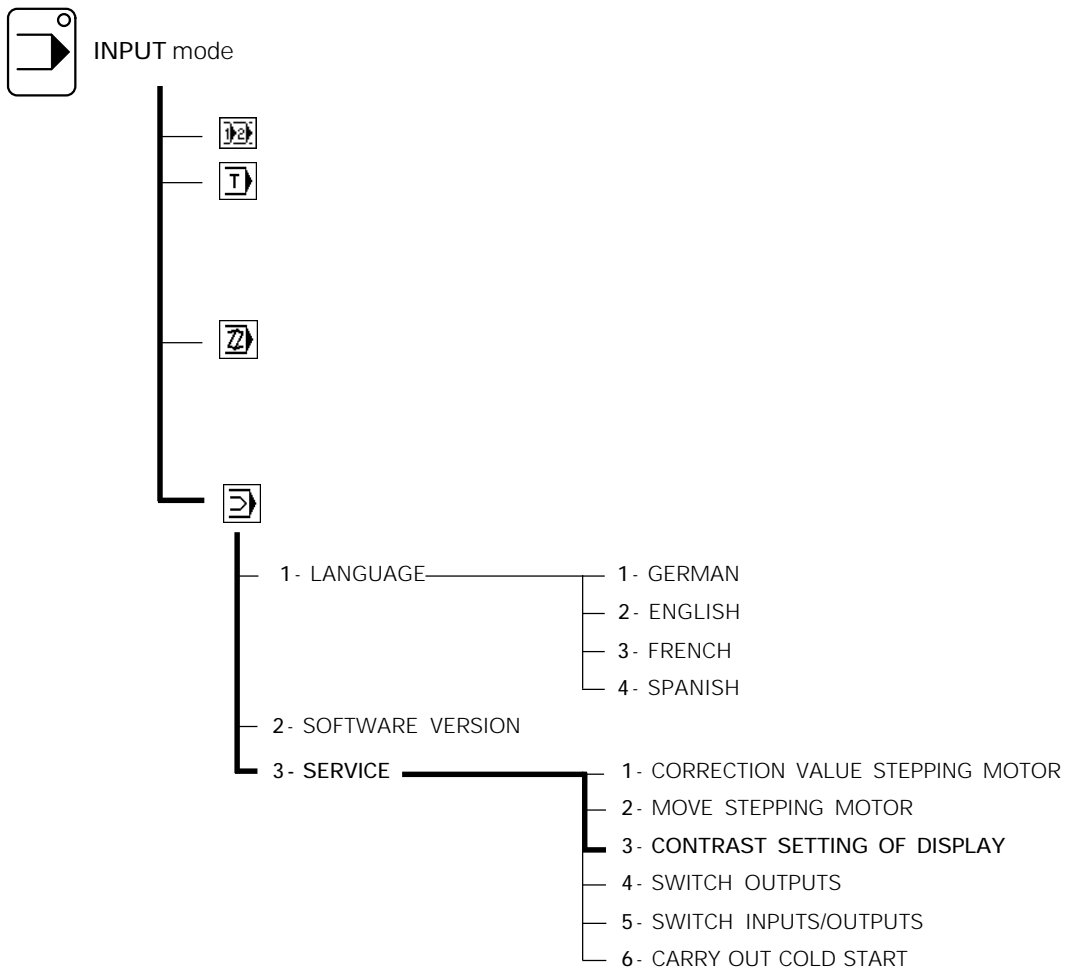 INPUT mode
1 2
T
1 - LANGUAGE
1 - GERMAN
2 - ENGLISH
3 - FRENCH
4 - SPANISH
2 - SOFTWARE VERSION
3 - SERVICE
1 - CORRECTION VALUE STEPPING MOTOR
2 - MOVE STEPPING MOTOR
3 - CONTRAST SETTING OF DISPLAY
4 - SWITCH OUTPUTS
5 - SWITCH INPUTS/OUTPUTS
6 - CARRY OUT COLD START